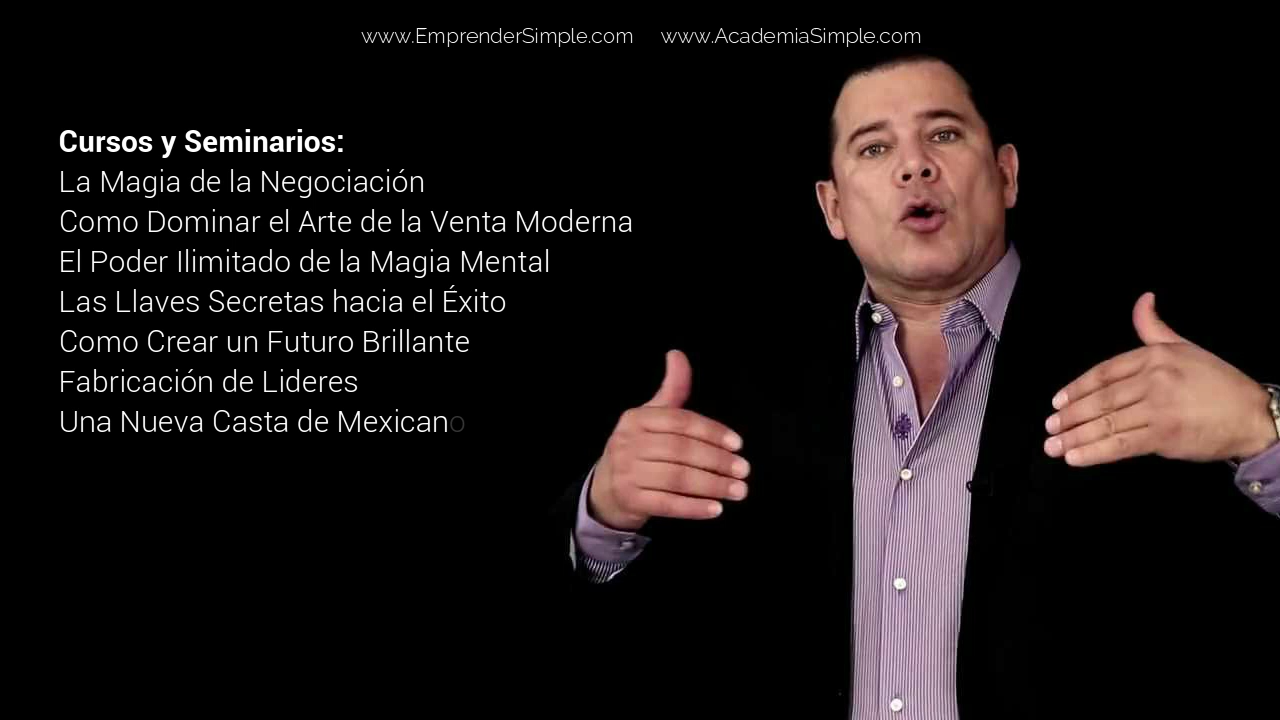 www.EmprenderSimple.com www.AcademiaSimple.com
Cursos y Seminarios:
La Magia de la Negociación
Como Dominar el Arte de la Venta Moderna
El Poder Ilimitado de la Magia Mental
Las Llaves Secretas hacia el Éxito
Como Crear un Futuro Brillante
Fabricación de Lideres
Una Nueva Casta de Mexicano